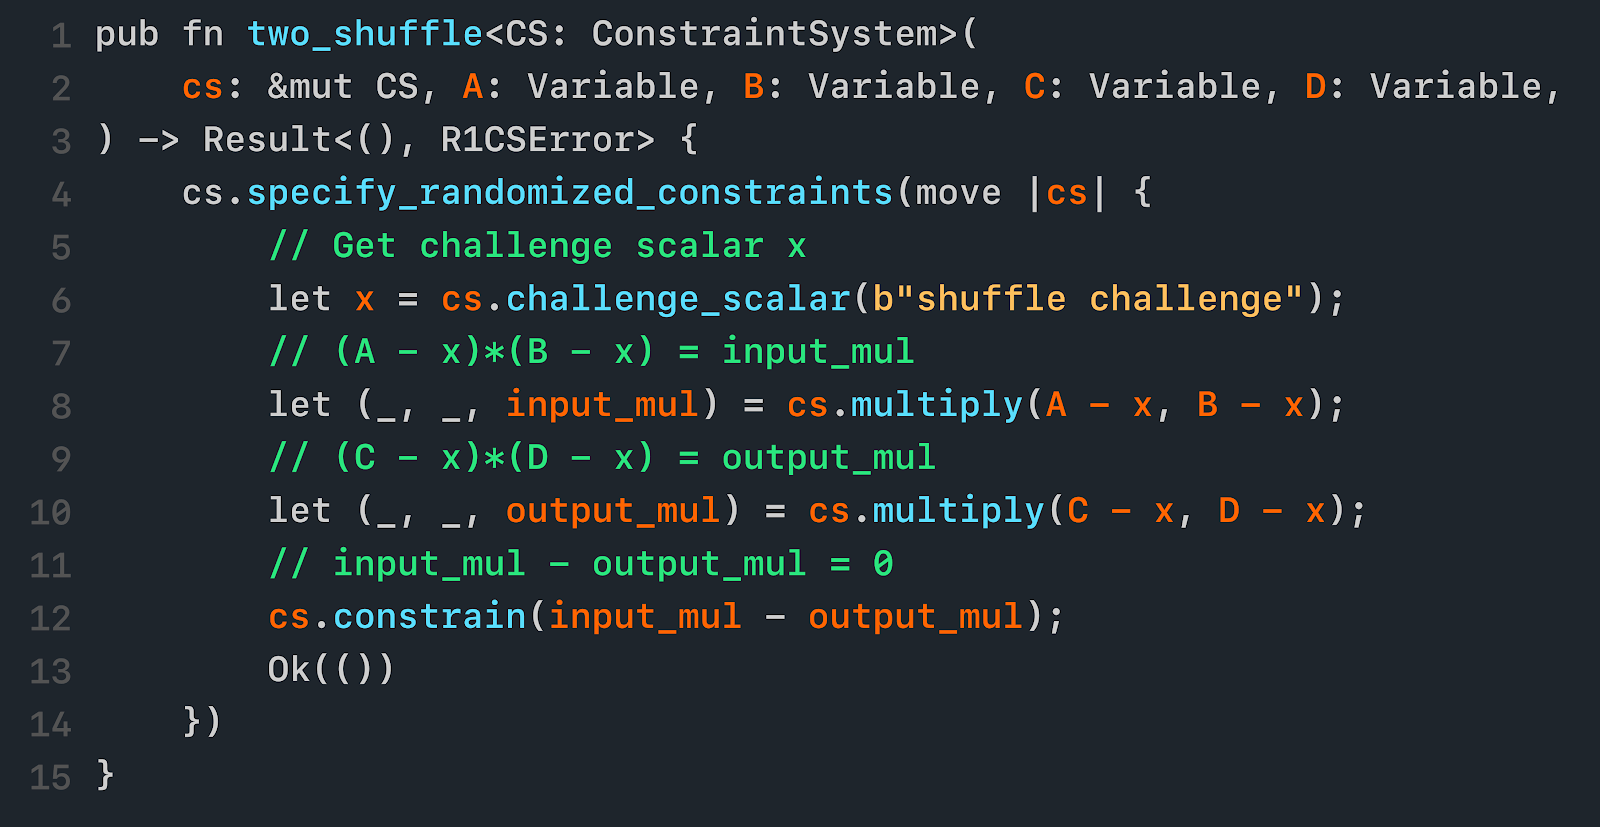 1 pub fn two_shuffle<CS: ConstraintSystem>(
2     cs: &mut CS, A: Variable, B: Variable, C: Variable, D: Variable,
3 ) -> Result<(), R1CSError> {
4     cs.specify_randomized_constraints(move |cs| {
5         // Get challenge scalar x
6         let x = cs.challenge_scalar(b"shuffle challenge");
7         // (A - x)*(B - x) = input_mul
8         let (_, _, input_mul) = cs.multiply(A - x, B - x);
9         // (C - x)*(D - x) = output_mul
10         let (_, _, output_mul) = cs.multiply(C - x, D - x);
11         // input_mul - output_mul = 0
12         cs.constrain(input_mul - output_mul);
13         Ok(())
14     })
15 }